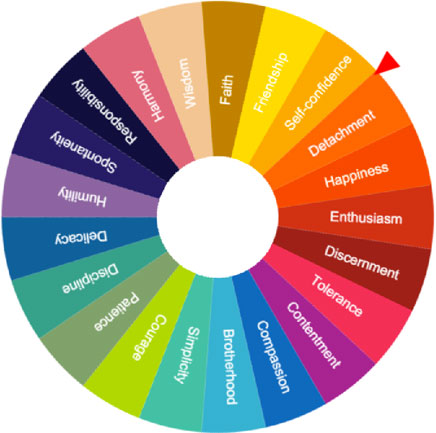 Faith
Friendship
Self-confidence
Detachment
Happiness
Enthusiasm
Discernment
Tolerance
Contentment
Compassion
Brotherhood
Simplicity
Courage
Patience
Discipline
Delicacy
Humility
Spontaneity
Responsibility
Harmony
Wisdom